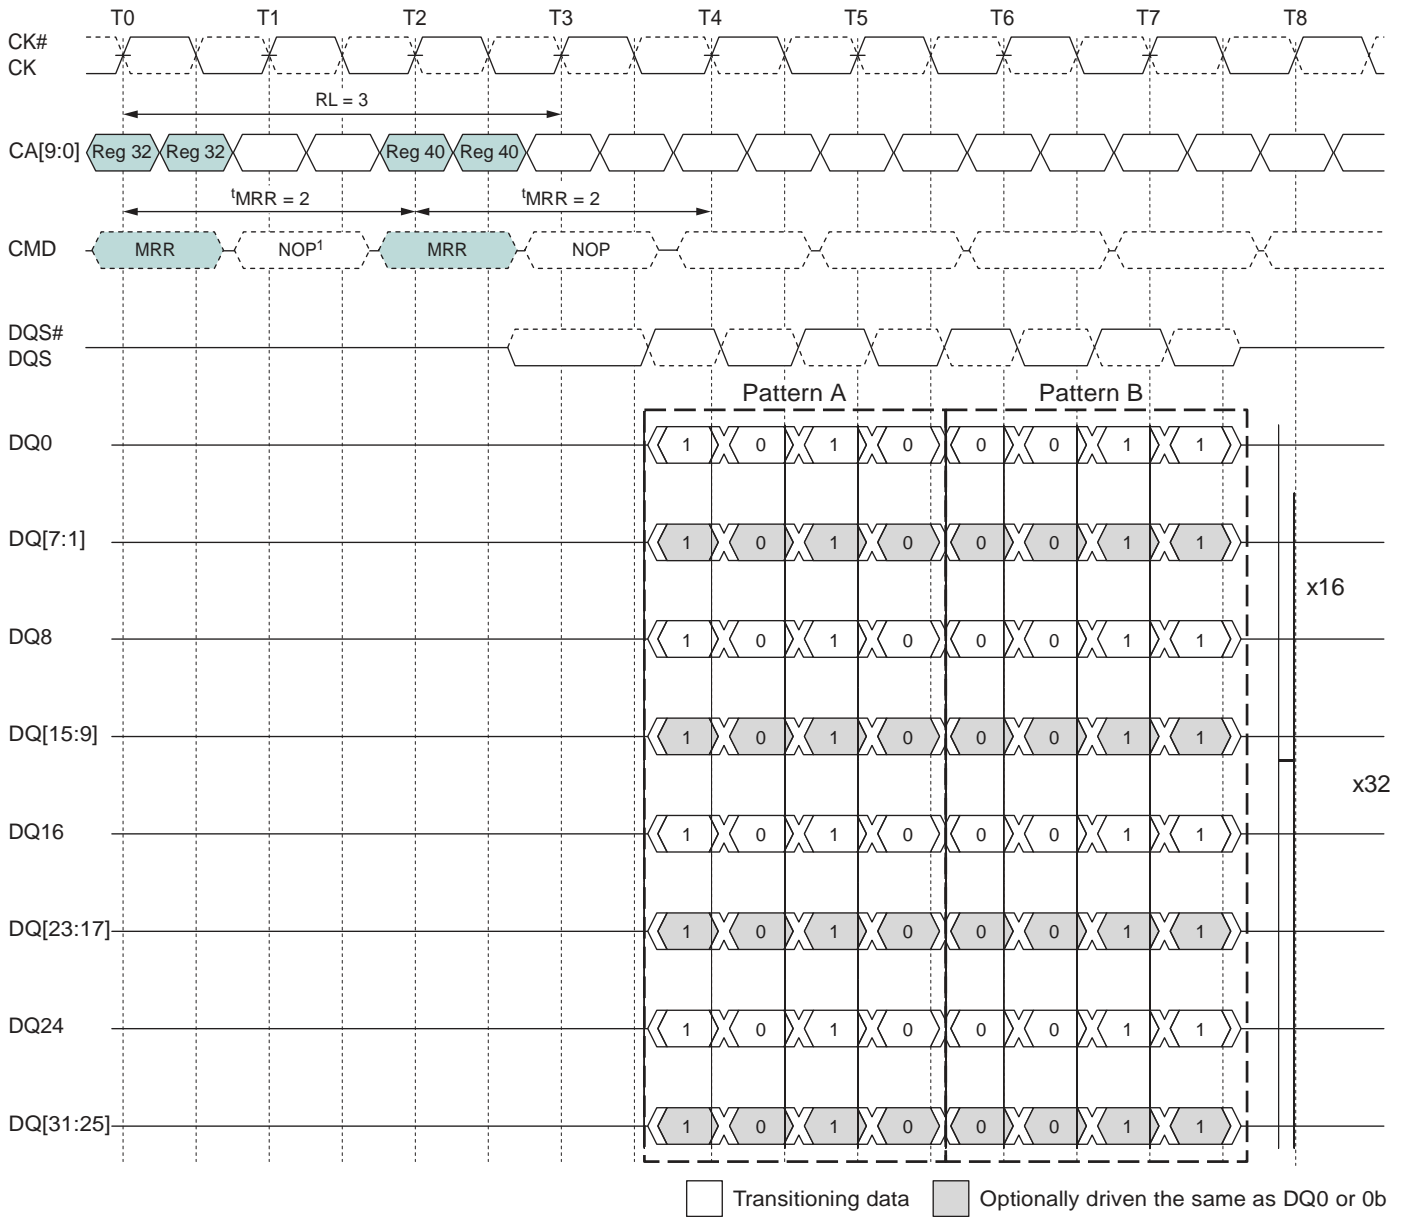 T0 T1 T2 T3 T4 T5 T6 T7 T8
CK#
CK
RL = 3
CA[9:0] Reg 32 Reg 32 Reg 40 Reg 40
tMRR = 2 tMRR = 2
CMD MRR NOP1 MRR NOP
DQS#
DQS
Pattern A Pattern B
DQ0 1 0 1 0 0 0 1 1
DQ[7:1] 1 0 1 0 0 0 1 1
x16
DQ8 1 0 1 0 0 0 1 1
DQ[15:9] 1 0 1 0 0 0 1 1
x32
DQ16 1 0 1 0 0 0 1 1
DQ[23:17] 1 0 1 0 0 0 1 1
DQ24 1 0 1 0 0 0 1 1
DQ[31:25] 1 0 1 0 0 0 1 1
Transitioning data Optionally driven the same as DQ0 or 0b